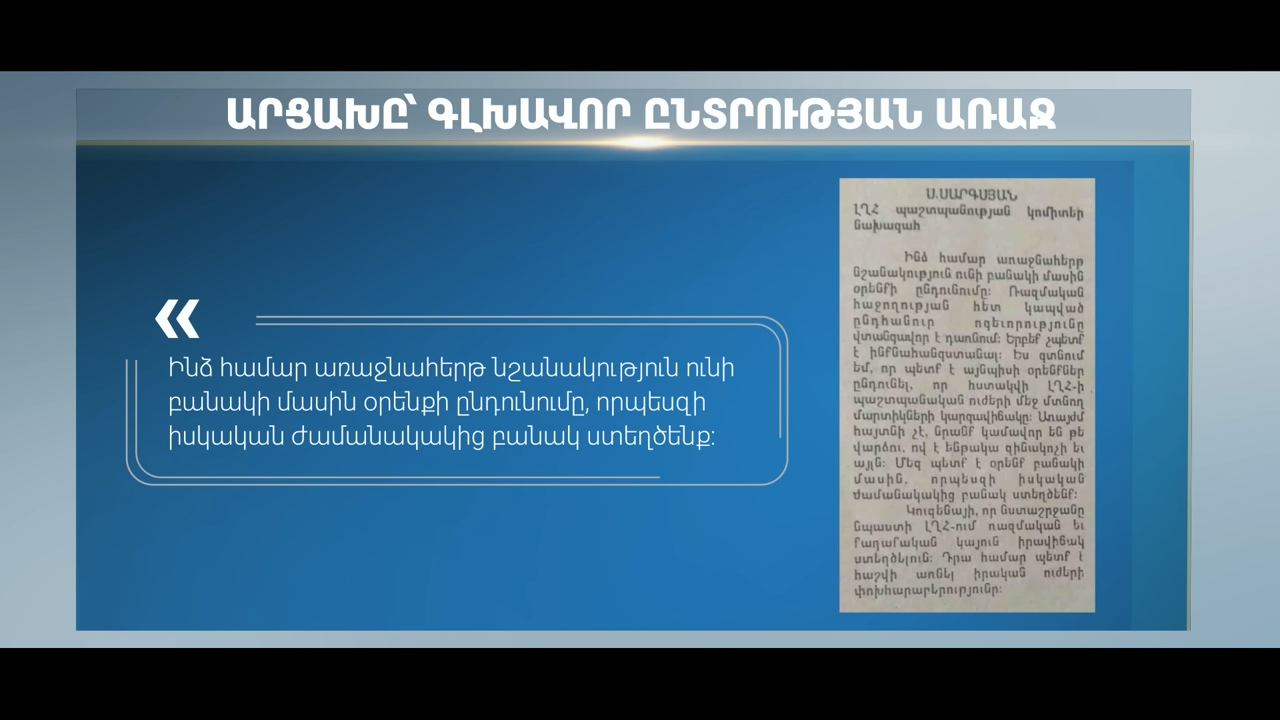 ԱՐՑԱԽԸ՝ ԳԼԽԱՎՈՐ ԸՆՏՐՈՒԹՅԱՆ ԱՌԱՋ
«
Ինձ համար առաջնահերթ նշանակություն ունի
բանակի մասին օրենքի ընդունումը, որպեսզի
իսկական ժամանակակից բանակ ստեղծենք:
Ս.ՍԱՐԳՍՅԱՆ
ԼՂՀ պաշտպանության կոմիտեի
նախագահ
Ինձ համար առաջնահերթ
նշանակություն ունի բանակի մասին
օրենքի ընդունումը: Ռազմական
հաջողության հետ կապված
ընդհանուր ոգեւորությունը
վտանգավոր է դառնում: Երբեք չպետք
է ինքնահանգստանալ: Ես գտնում
եմ, որ պետք է այնպիսի օրենքներ
ընդունել, որ հստակվի ԼՂՀ-ի
պաշտպանական ուժերի մեջ մտնող
մարտիկների կարգավիճակը: Առայժմ
հայտնի չէ, նրանք կամավոր են թե
վարձու, ով է ենթակա զինակոչի եւ
այլն: Մեզ պետք է օրենք բանակի
մասին, որպեսզի իսկական
ժամանակակից բանակ ստեղծենք:
Կուզենայի, որ նստաշրջանը
նպաստի ԼՂՀ-ում ռազմական եւ
քաղաքական կայուն իրավիճակ
ստեղծելուն: Դրա համար պետք է
հաշվի առնել իրական ուժերի
փոխհարաբերությունը: